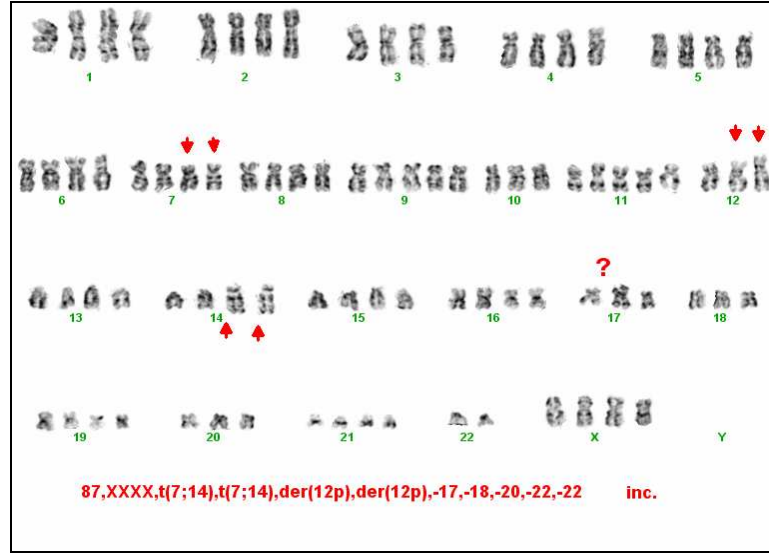 1 2 3 4 5
6 7 8 9 10 11 12
?
13 14 15 16 17 18
19 20 21 22 X Y
87,XXXX,t(7;14),t(7;14),der(12p),der(12p),-17,-18,-20,-22,-22 inc.